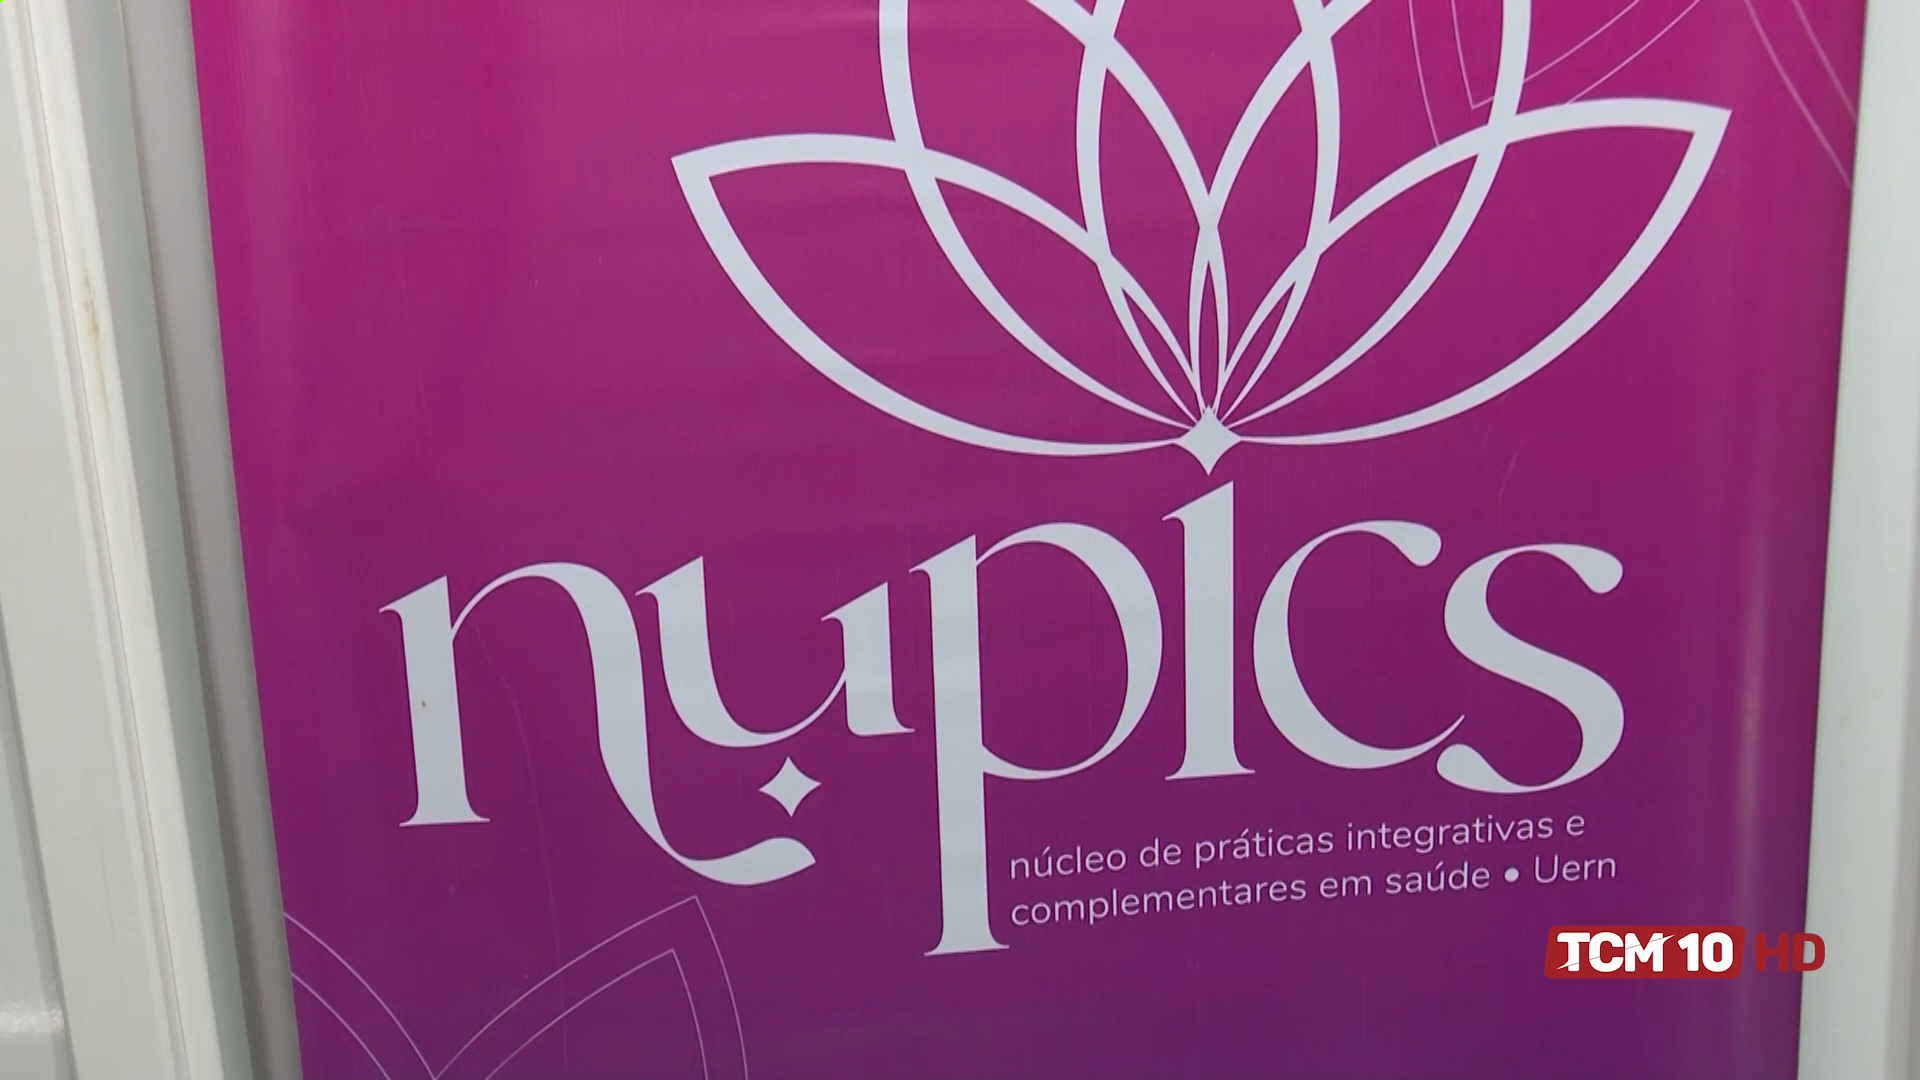 nupics
núcleo de práticas integrativas e
complementares em saúde • Uern
TCM 10 HD